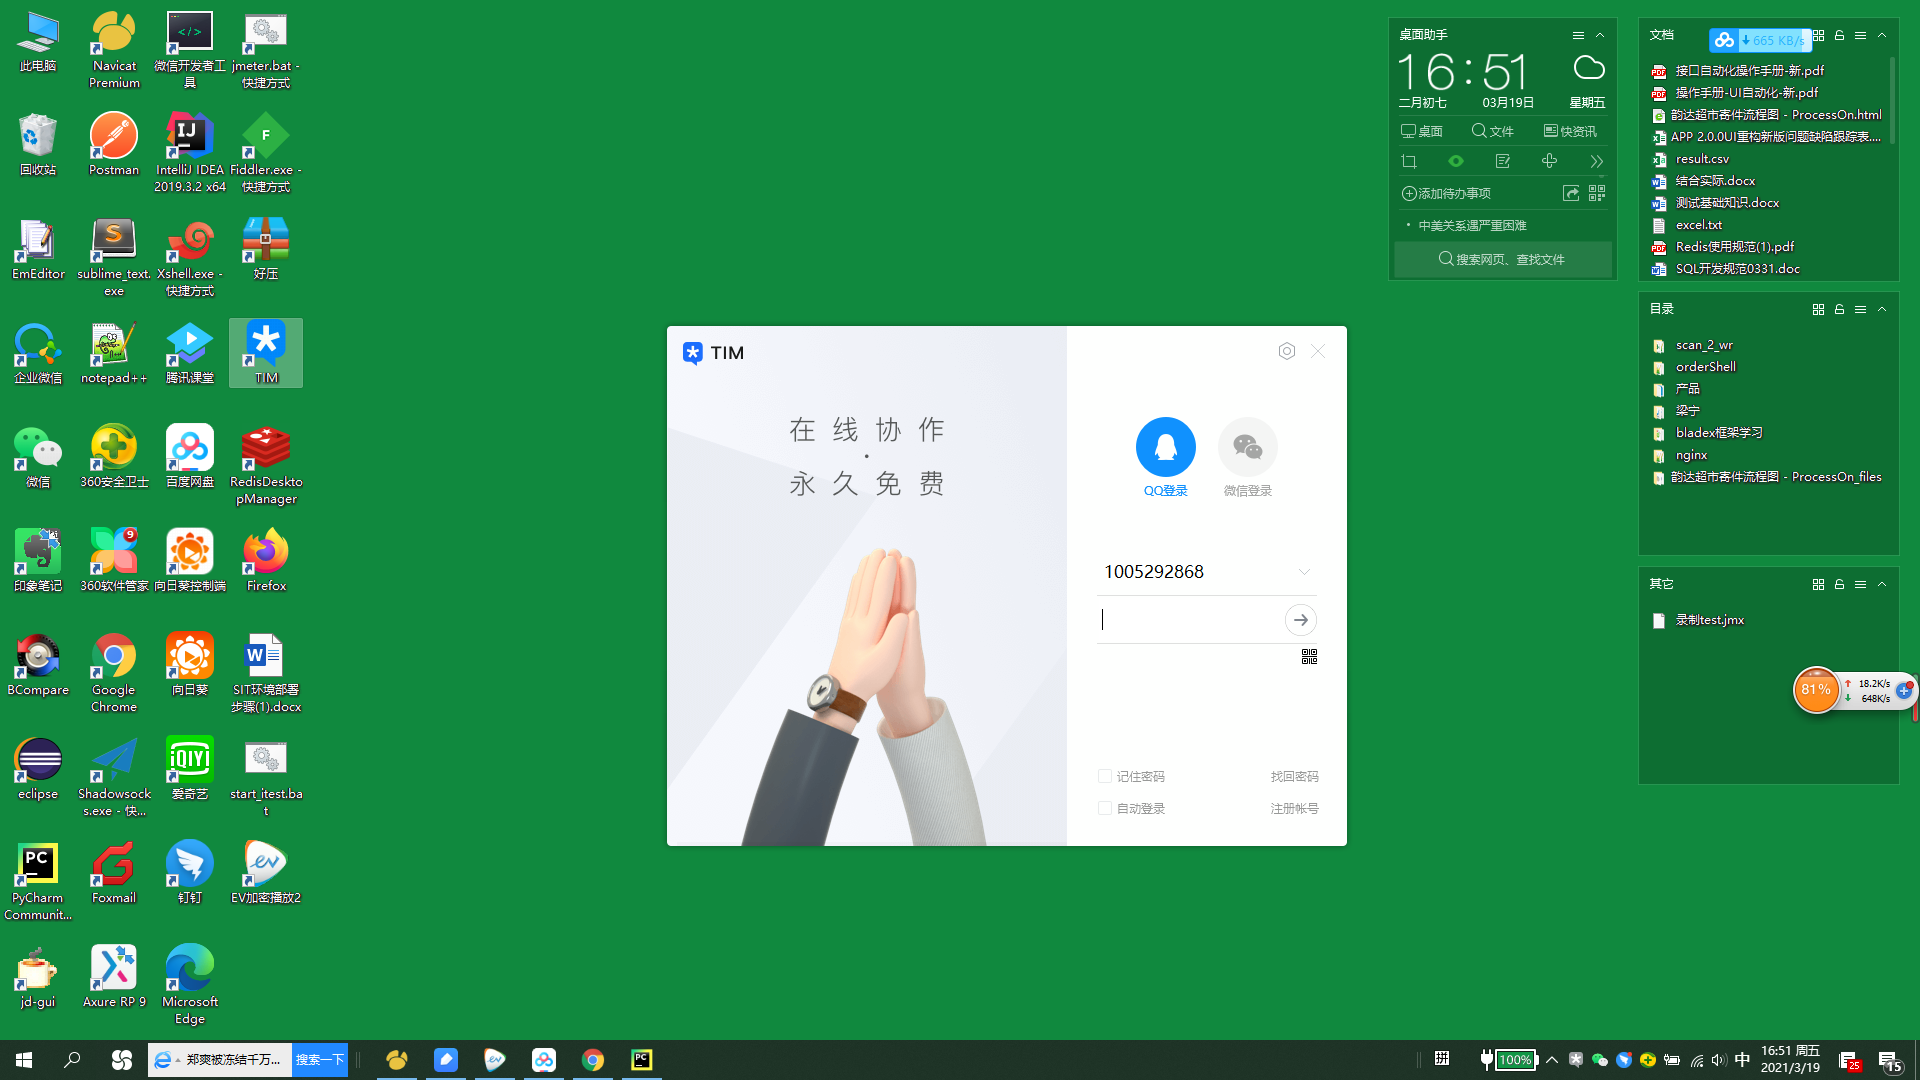 此电脑
Navicat
Premium
微信开发者工
具
jmeter.bat -
快捷方式
回收站
Postman
IntelliJ IDEA
2019.3.2 x64
Fiddler.exe -
快捷方式
EmEditor
sublime_text.
exe
Xshell.exe -
快捷方式
好压
企业微信
notepad++
腾讯课堂
TIM
微信
360安全卫士
百度网盘
RedisDeskto
pManager
印象笔记
360软件管家
向日葵控制端
Firefox
BCompare
Google
Chrome
向日葵
SIT环境部署
步骤(1).docx
eclipse
Shadowsock
s.exe - 快...
爱奇艺
start_itest.ba
t
PyCharm
Communit...
Foxmail
钉钉
EV加密播放2
jd-gui
Axure RP 9
Microsoft
Edge
TIM
在线协作
·
永久免费
QQ登录
微信登录
1005292868
记住密码
找回密码
自动登录
注册帐号
桌面助手
16:51
二月初七
03月19日
星期五
桌面
文件
快资讯
添加待办事项
· 中美关系遇严重困难
搜索网页、查找文件
文档
665 KB/s
接口自动化操作手册-新.pdf
操作手册-UI自动化-新.pdf
韵达超市寄件流程图 - ProcessOn.html
APP 2.0.0UI重构新版问题缺陷跟踪表....
result.csv
结合实际.docx
测试基础知识.docx
excel.txt
Redis使用规范(1).pdf
SQL开发规范0331.doc
目录
scan_2_wr
orderShell
产品
梁宁
bladex框架学习
nginx
韵达超市寄件流程图 - ProcessOn_files
其它
录制test.jmx
81%
18.2K/s
648K/s
郑爽被冻结千万...
搜索一下
拼
100%
中
16:51 周五
2021/3/19
25
15